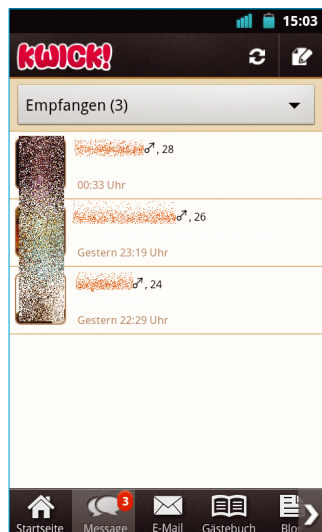 15:03
KWICK!
Empfangen (3)
♂, 28
00:33 Uhr
♂, 26
Gestern 23:19 Uhr
♂, 24
Gestern 22:29 Uhr
3
Startseite Message E-Mail Gästebuch